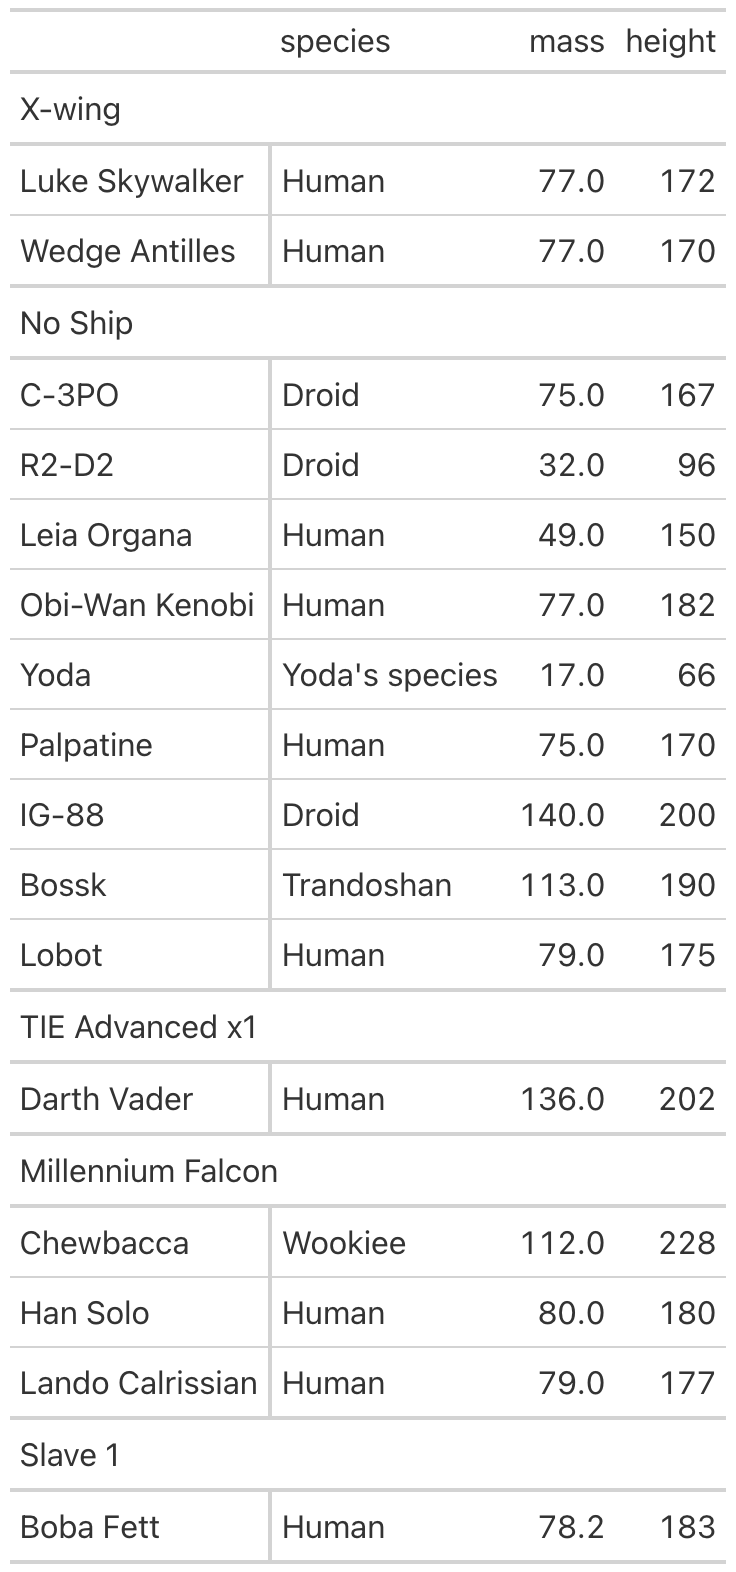 species mass height
X-wing
Luke Skywalker Human 77.0 172
Wedge Antilles Human 77.0 170
No Ship
C-3PO Droid 75.0 167
R2-D2 Droid 32.0 96
Leia Organa Human 49.0 150
Obi-Wan Kenobi Human 77.0 182
Yoda Yoda's species 17.0 66
Palpatine Human 75.0 170
IG-88 Droid 140.0 200
Bossk Trandoshan 113.0 190
Lobot Human 79.0 175
TIE Advanced x1
Darth Vader Human 136.0 202
Millennium Falcon
Chewbacca Wookiee 112.0 228
Han Solo Human 80.0 180
Lando Calrissian Human 79.0 177
Slave 1
Boba Fett Human 78.2 183